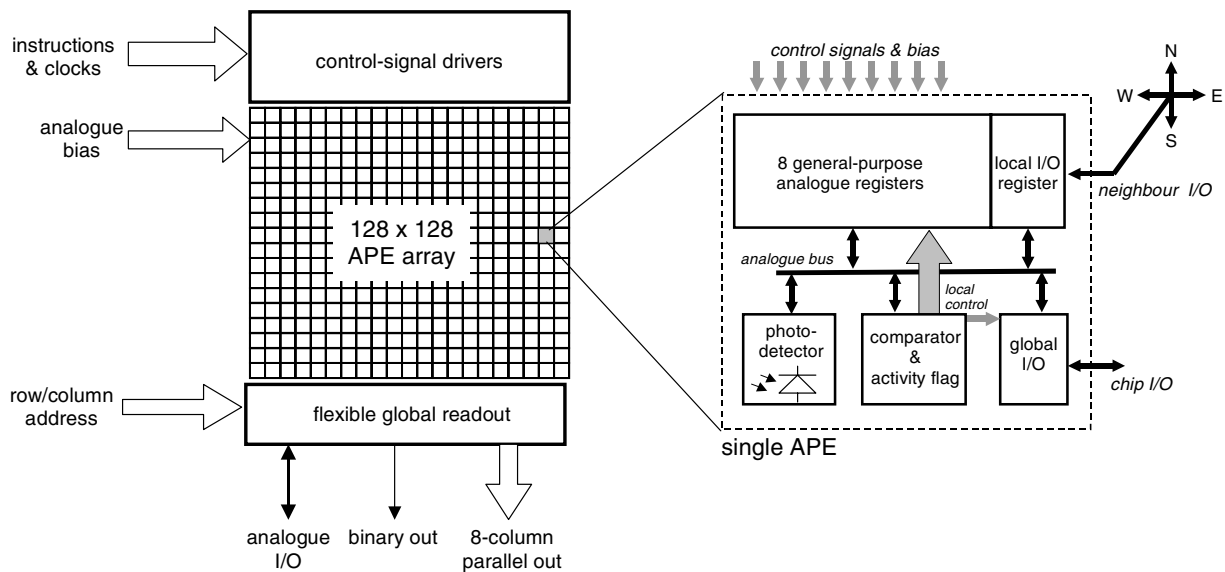 instructions
& clocks
control-signal drivers
analogue
bias
128 x 128
APE array
row/column
address
flexible global readout
analogue
I/O
binary out
8-column
parallel out
control signals & bias
N
W
E
S
8 general-purpose
analogue registers
local I/O
register
neighbour I/O
analogue bus
local
control
photo-
detector
comparator
&
activity flag
global
I/O
chip I/O
single APE